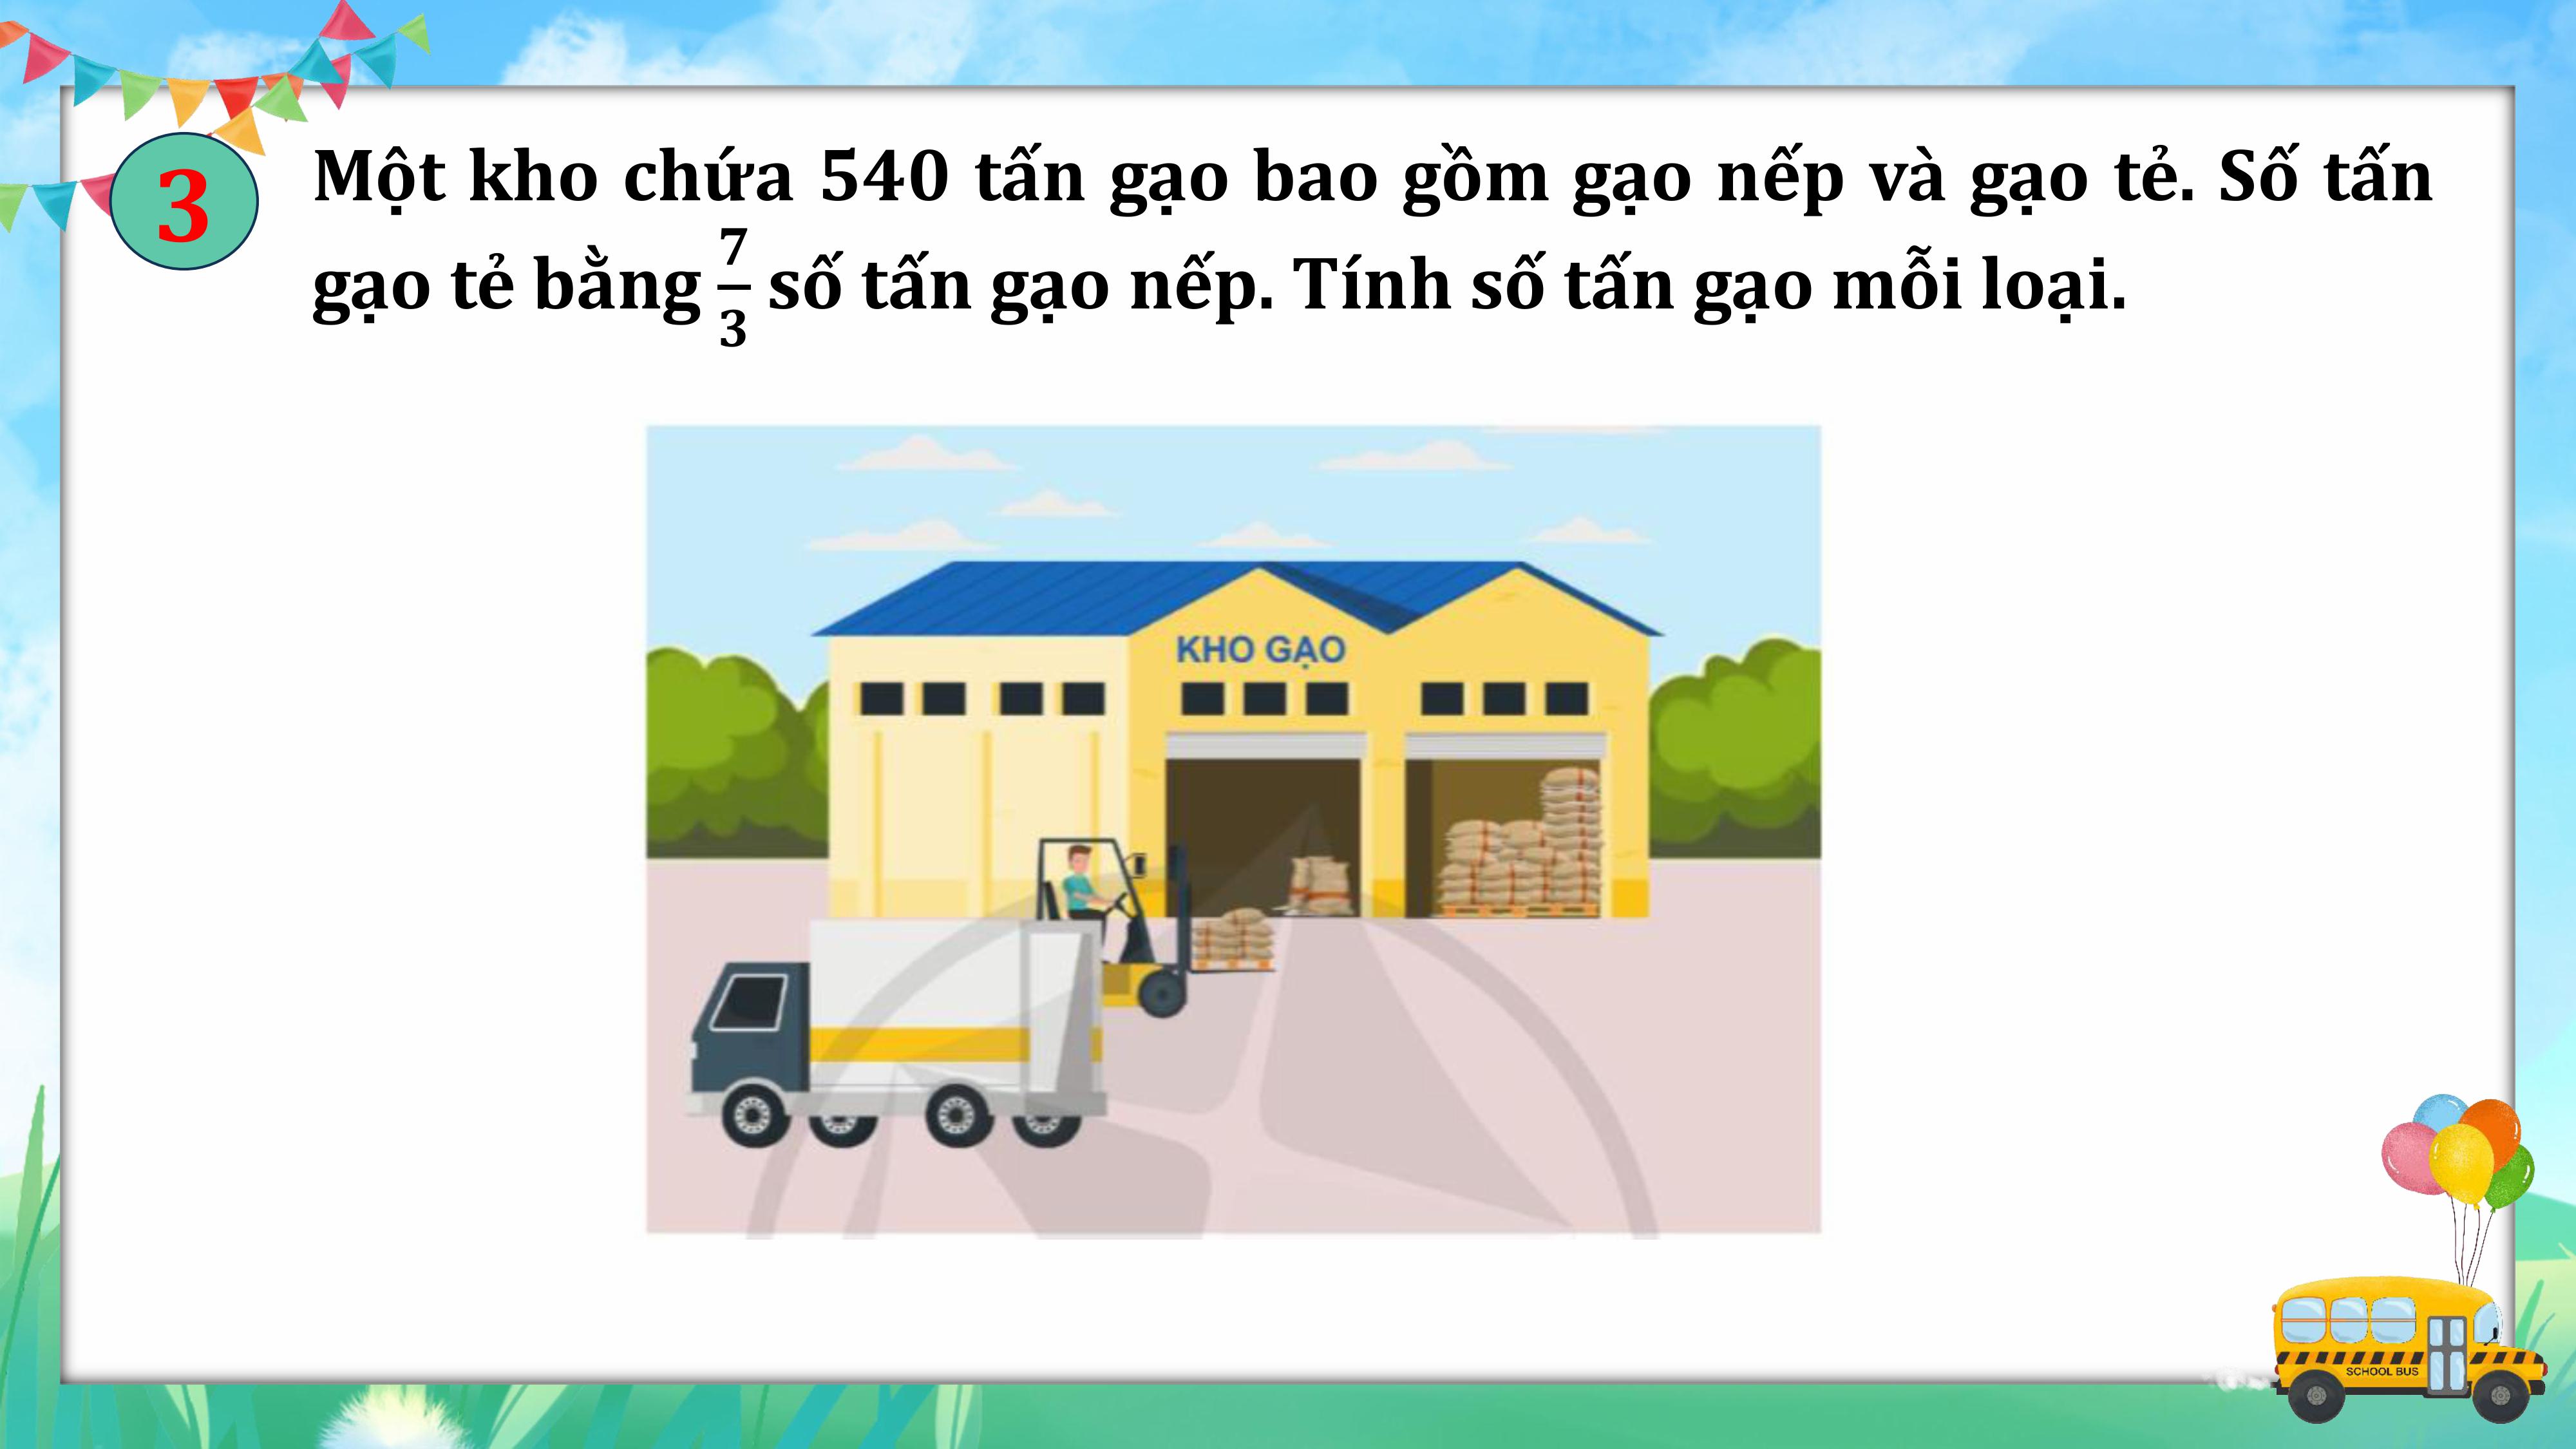 3
Một kho chứa 540 tấn gạo bao gồm gạo nếp và gạo tẻ. Số tấn
gạo tẻ bằng 7/3 số tấn gạo nếp. Tính số tấn gạo mỗi loại.
KHO GẠO
SCHOOL BUS